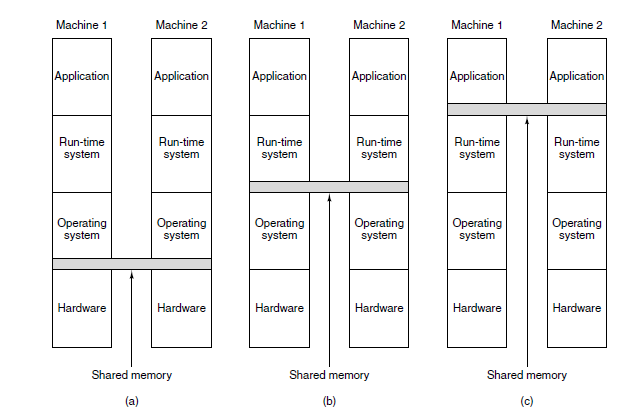 Machine 1 Machine 2 Machine 1 Machine 2 Machine 1 Machine 2
Application Application Application Application Application Application
Run-time Run-time Run-time Run-time Run-time Run-time
system system system system system system
Operating Operating Operating Operating Operating Operating
system system system system system system
Hardware Hardware Hardware Hardware Hardware Hardware
Shared memory Shared memory Shared memory
(a) (b) (c)